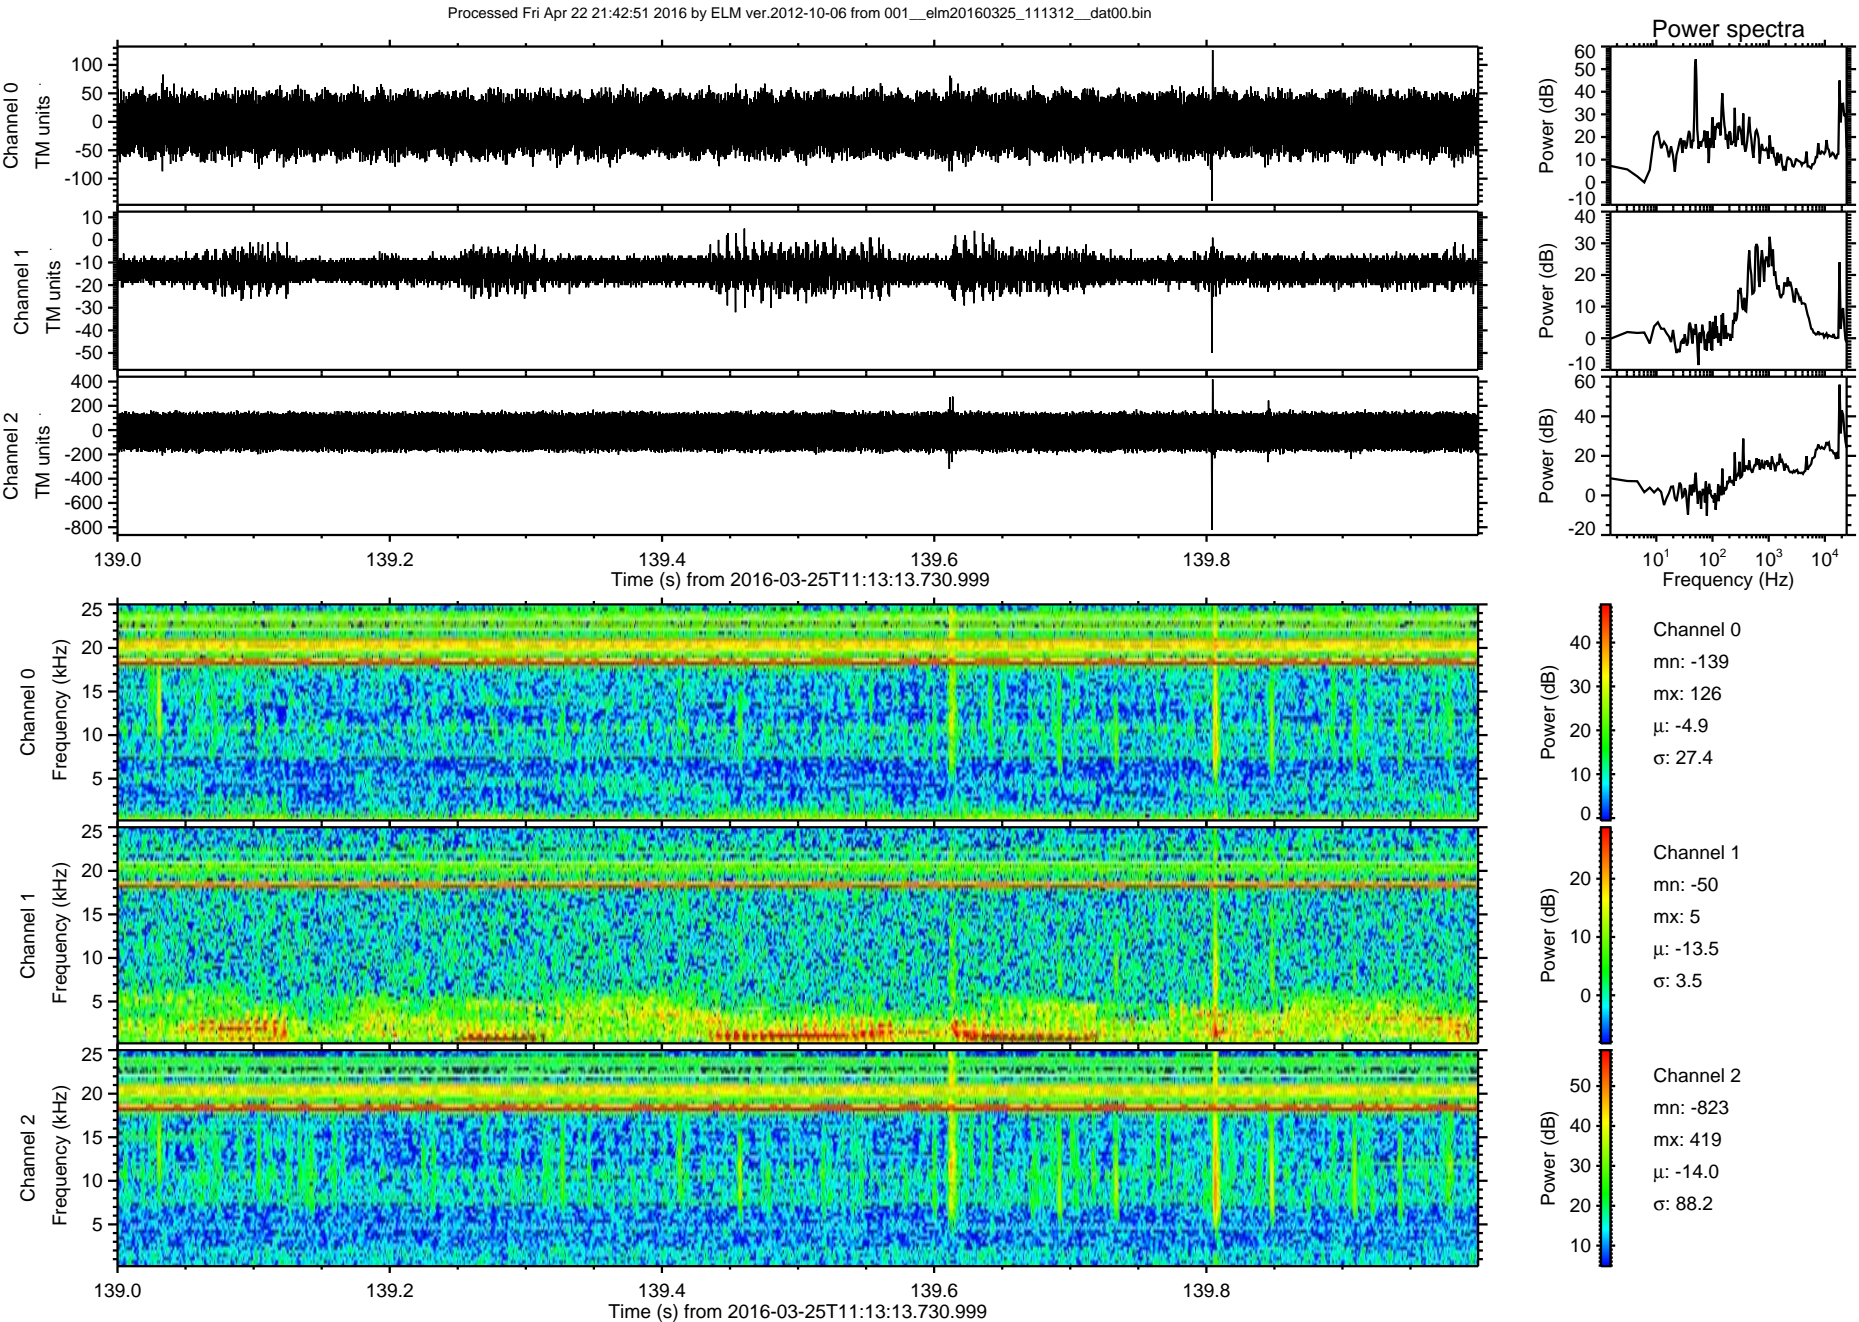 Processed Fri Apr 22 21:42:51 2016 by ELM ver.2012-10-06 from 001__elm20160325_111312__dat00.bin
Power spectra
Channel 0
TM units
100
50
0
-50
-100
Power (dB)
60
50
40
30
20
10
0
-10
Channel 1
TM units
10
0
-10
-20
-30
-40
-50
Power (dB)
40
30
20
10
0
-10
Channel 2
TM units
400
200
0
-200
-400
-600
-800
Power (dB)
60
40
20
0
-20
139.0 139.2 139.4 139.6 139.8
Time (s) from 2016-03-25T11:13:13.730.999
10¹ 10² 10³ 10⁴
Frequency (Hz)
Channel 0
Frequency (kHz)
25
20
15
10
5
Power (dB)
40
30
20
10
0
Channel 0
mn: -139
mx: 126
μ: -4.9
σ: 27.4
Channel 1
Frequency (kHz)
25
20
15
10
5
Power (dB)
20
10
0
Channel 1
mn: -50
mx: 5
μ: -13.5
σ: 3.5
Channel 2
Frequency (kHz)
25
20
15
10
5
Power (dB)
50
40
30
20
10
Channel 2
mn: -823
mx: 419
μ: -14.0
σ: 88.2
139.0 139.2 139.4 139.6 139.8
Time (s) from 2016-03-25T11:13:13.730.999